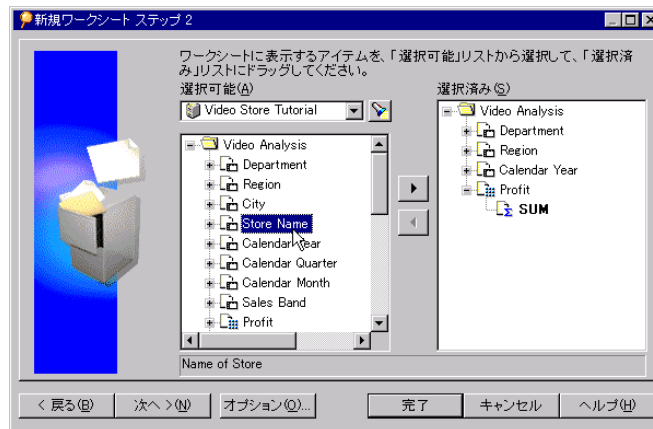 新規ワークシート ステップ 2
ワークシートに表示するアイテムを、「選択可能」リストから選択して、「選択済
み」リストにドラッグしてください。
選択可能(A)
選択済み(S)
Video Store Tutorial
Video Analysis
Department
Region
City
Store Name
Calendar Year
Calendar Quarter
Calendar Month
Sales Band
Profit
Video Analysis
Department
Region
Calendar Year
Profit
SUM
Name of Store
< 戻る(B)
次へ >(N)
オプション(O)...
完了
キャンセル
ヘルプ(H)